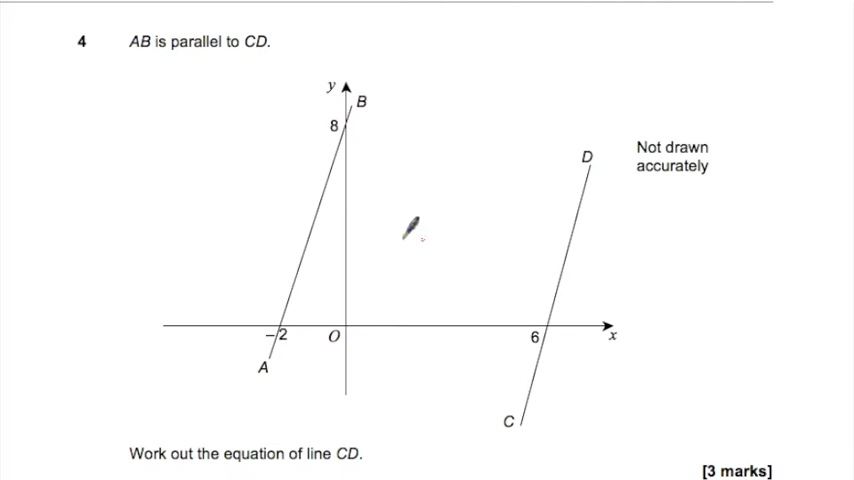 4 AB is parallel to CD.
y
B
8
D
Not drawn
accurately
–2
O
6
x
A
C
Work out the equation of line CD.
[3 marks]